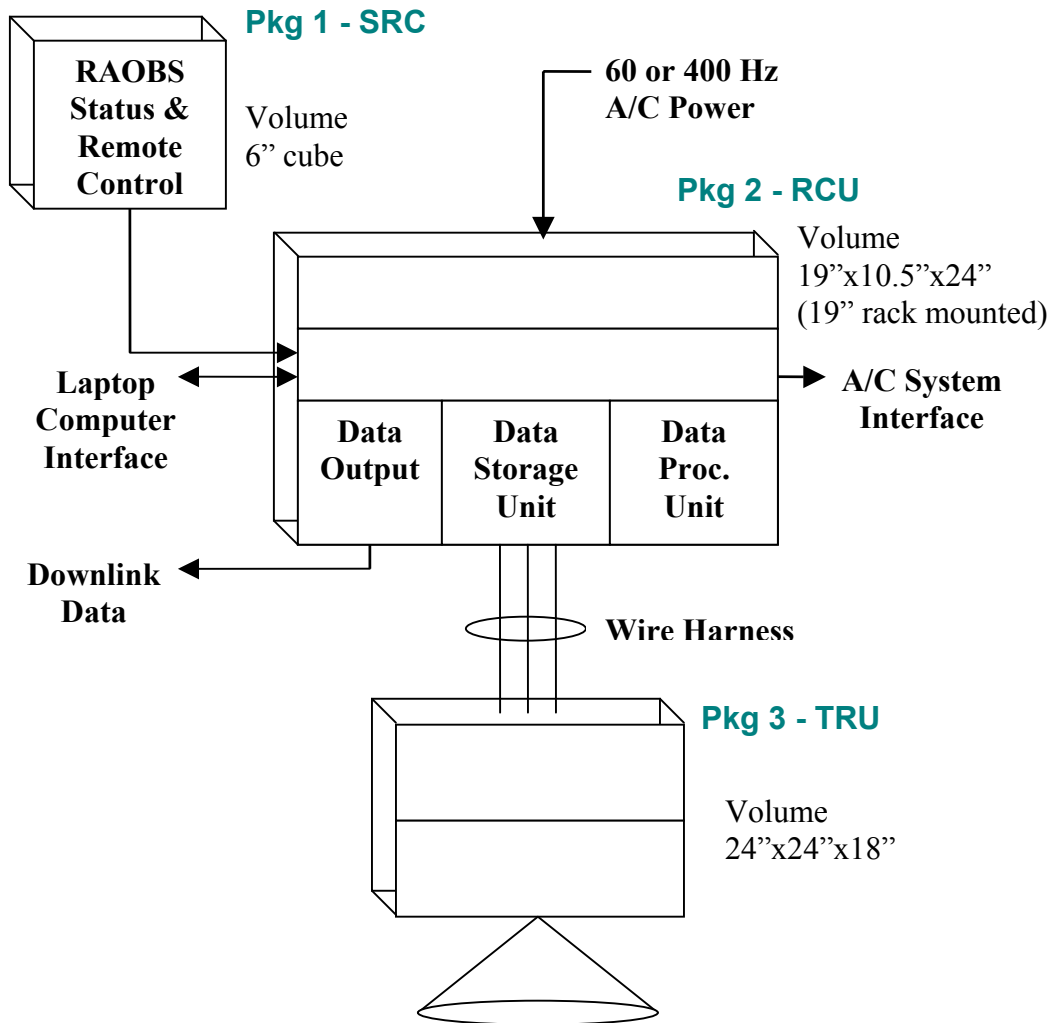 Pkg 1 - SRC
RAOBS
Status &
Remote
Control
Volume
6” cube
60 or 400 Hz
A/C Power
Pkg 2 - RCU
Volume
19”x10.5”x24”
(19” rack mounted)
Laptop
Computer
Interface
A/C System
Interface
Data
Output
Data
Storage
Unit
Data
Proc.
Unit
Downlink
Data
Wire Harness
Pkg 3 - TRU
Volume
24”x24”x18”